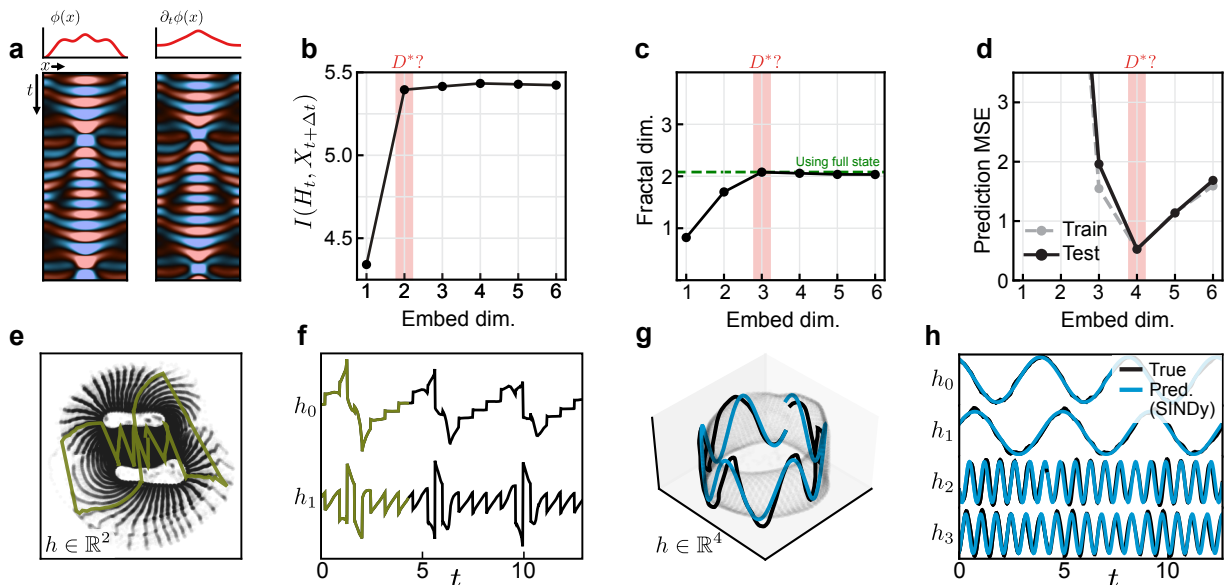 a
ϕ(x)
∂ₜϕ(x)
x
t
b
D*?
5.5
5.0
4.5
I(Hₜ, Xₜ₊Δₜ)
1 2 3 4 5 6
Embed dim.
c
D*?
3
2
1
Fractal dim.
Using full state
1 2 3 4 5 6
Embed dim.
d
D*?
3
2
1
0
Prediction MSE
Train
Test
1 2 3 4 5 6
Embed dim.
e
h ∈ ℝ²
f
h₀
h₁
0 5 10
t
g
h ∈ ℝ⁴
h
True
Pred.
(SINDy)
h₀
h₁
h₂
h₃
0 5 10
t